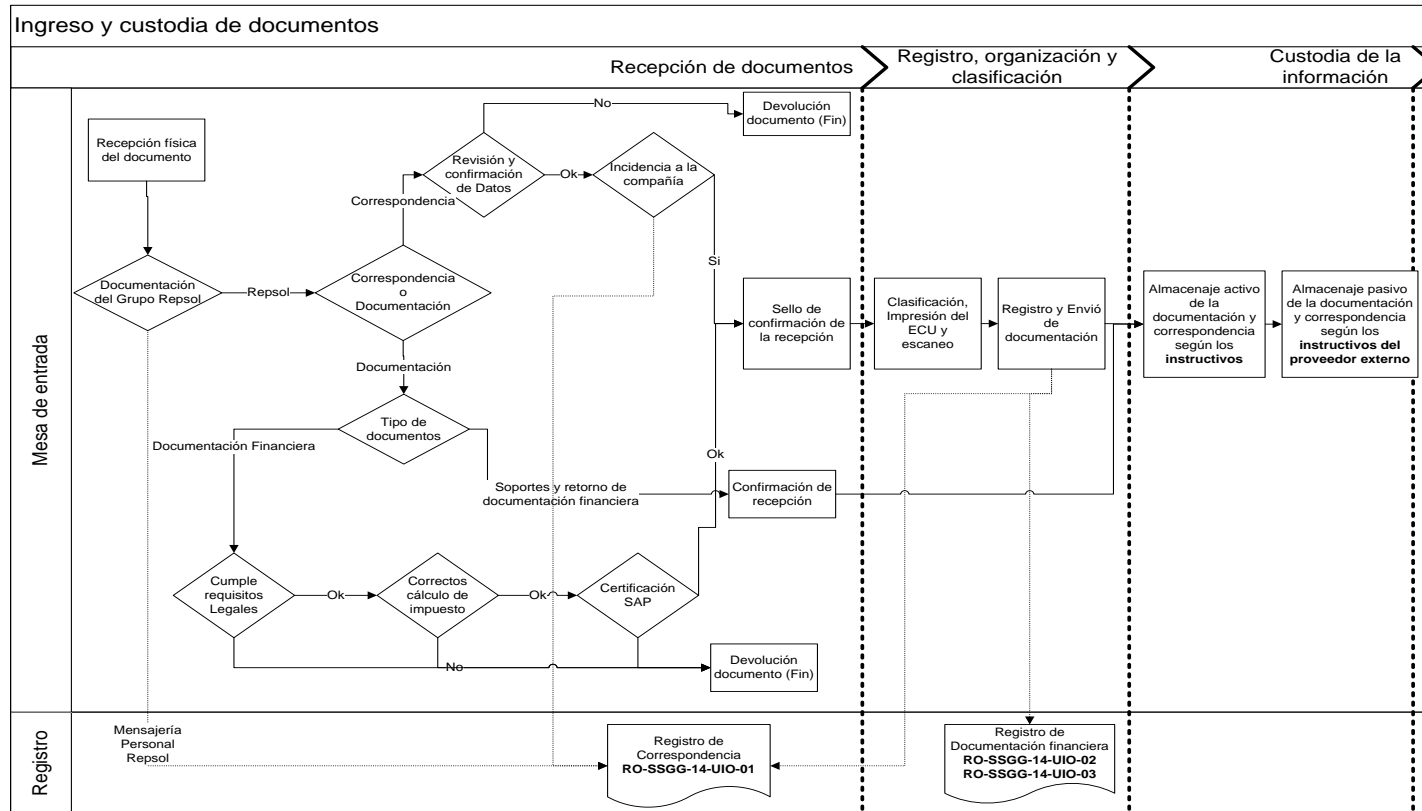 Ingreso y custodia de documentos
Recepción de documentos
Registro, organización y
clasificación
Custodia de la
información
Mesa de entrada
Recepción física
del documento
Documentación
del Grupo Repsol
Repsol
Correspondencia
o
Documentación
Correspondencia
Revisión y
confirmación
de Datos
No
Devolución
documento (Fin)
Ok
Incidencia a la
compañía
Si
Sello de
confirmación de
la recepción
Clasificación,
Impresión del
ECU y
escaneo
Registro y Envió
de
documentación
Almacenaje activo
de la
documentación y
correspondencia
según los
instructivos
Almacenaje pasivo
de la documentación
y correspondencia
según los
instructivos del
proveedor externo
Documentación
Tipo de
documentos
Documentación Financiera
Soportes y retorno de
documentación financiera
Confirmación de
recepción
Ok
Cumple
requisitos
Legales
Ok
Correctos
cálculo de
impuesto
Ok
Certificación
SAP
No
Devolución
documento (Fin)
Registro
Mensajería
Personal
Repsol
Registro de
Correspondencia
RO-SSGG-14-UIO-01
Registro de
Documentación financiera
RO-SSGG-14-UIO-02
RO-SSGG-14-UIO-03